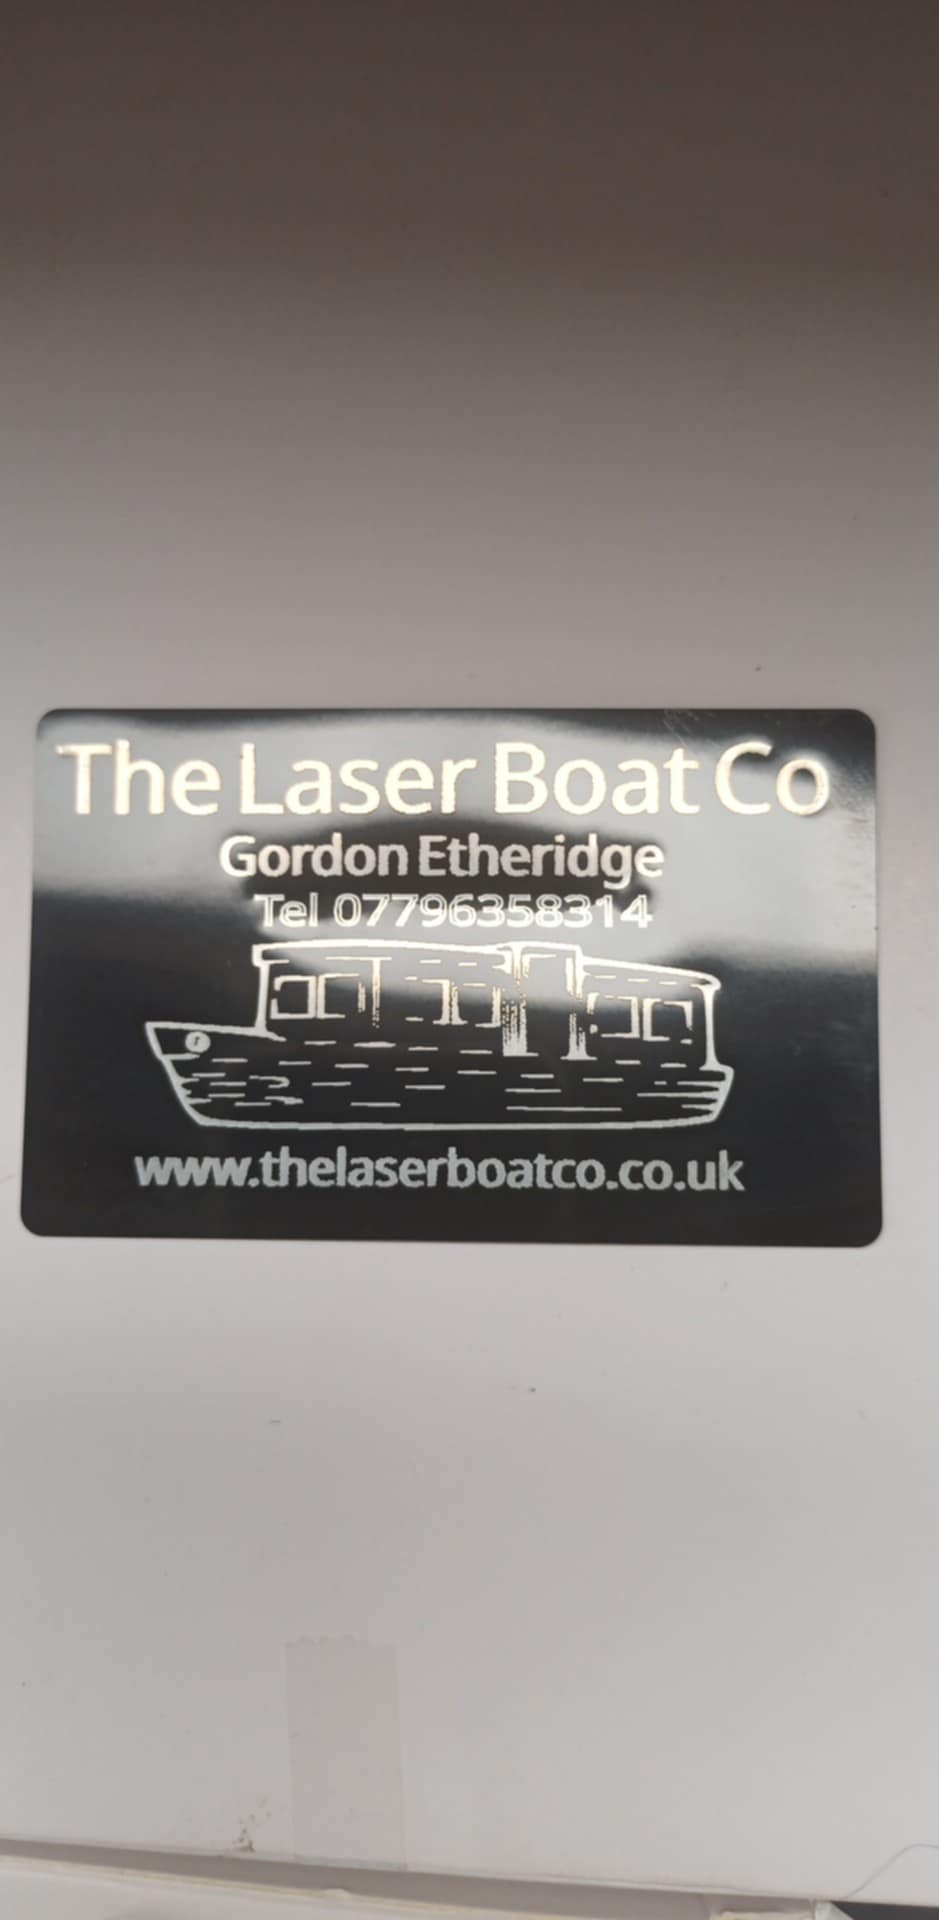 The Laser Boat Co
Gordon Etheridge
Tel 07796358314
www.thelaserboatco.co.uk